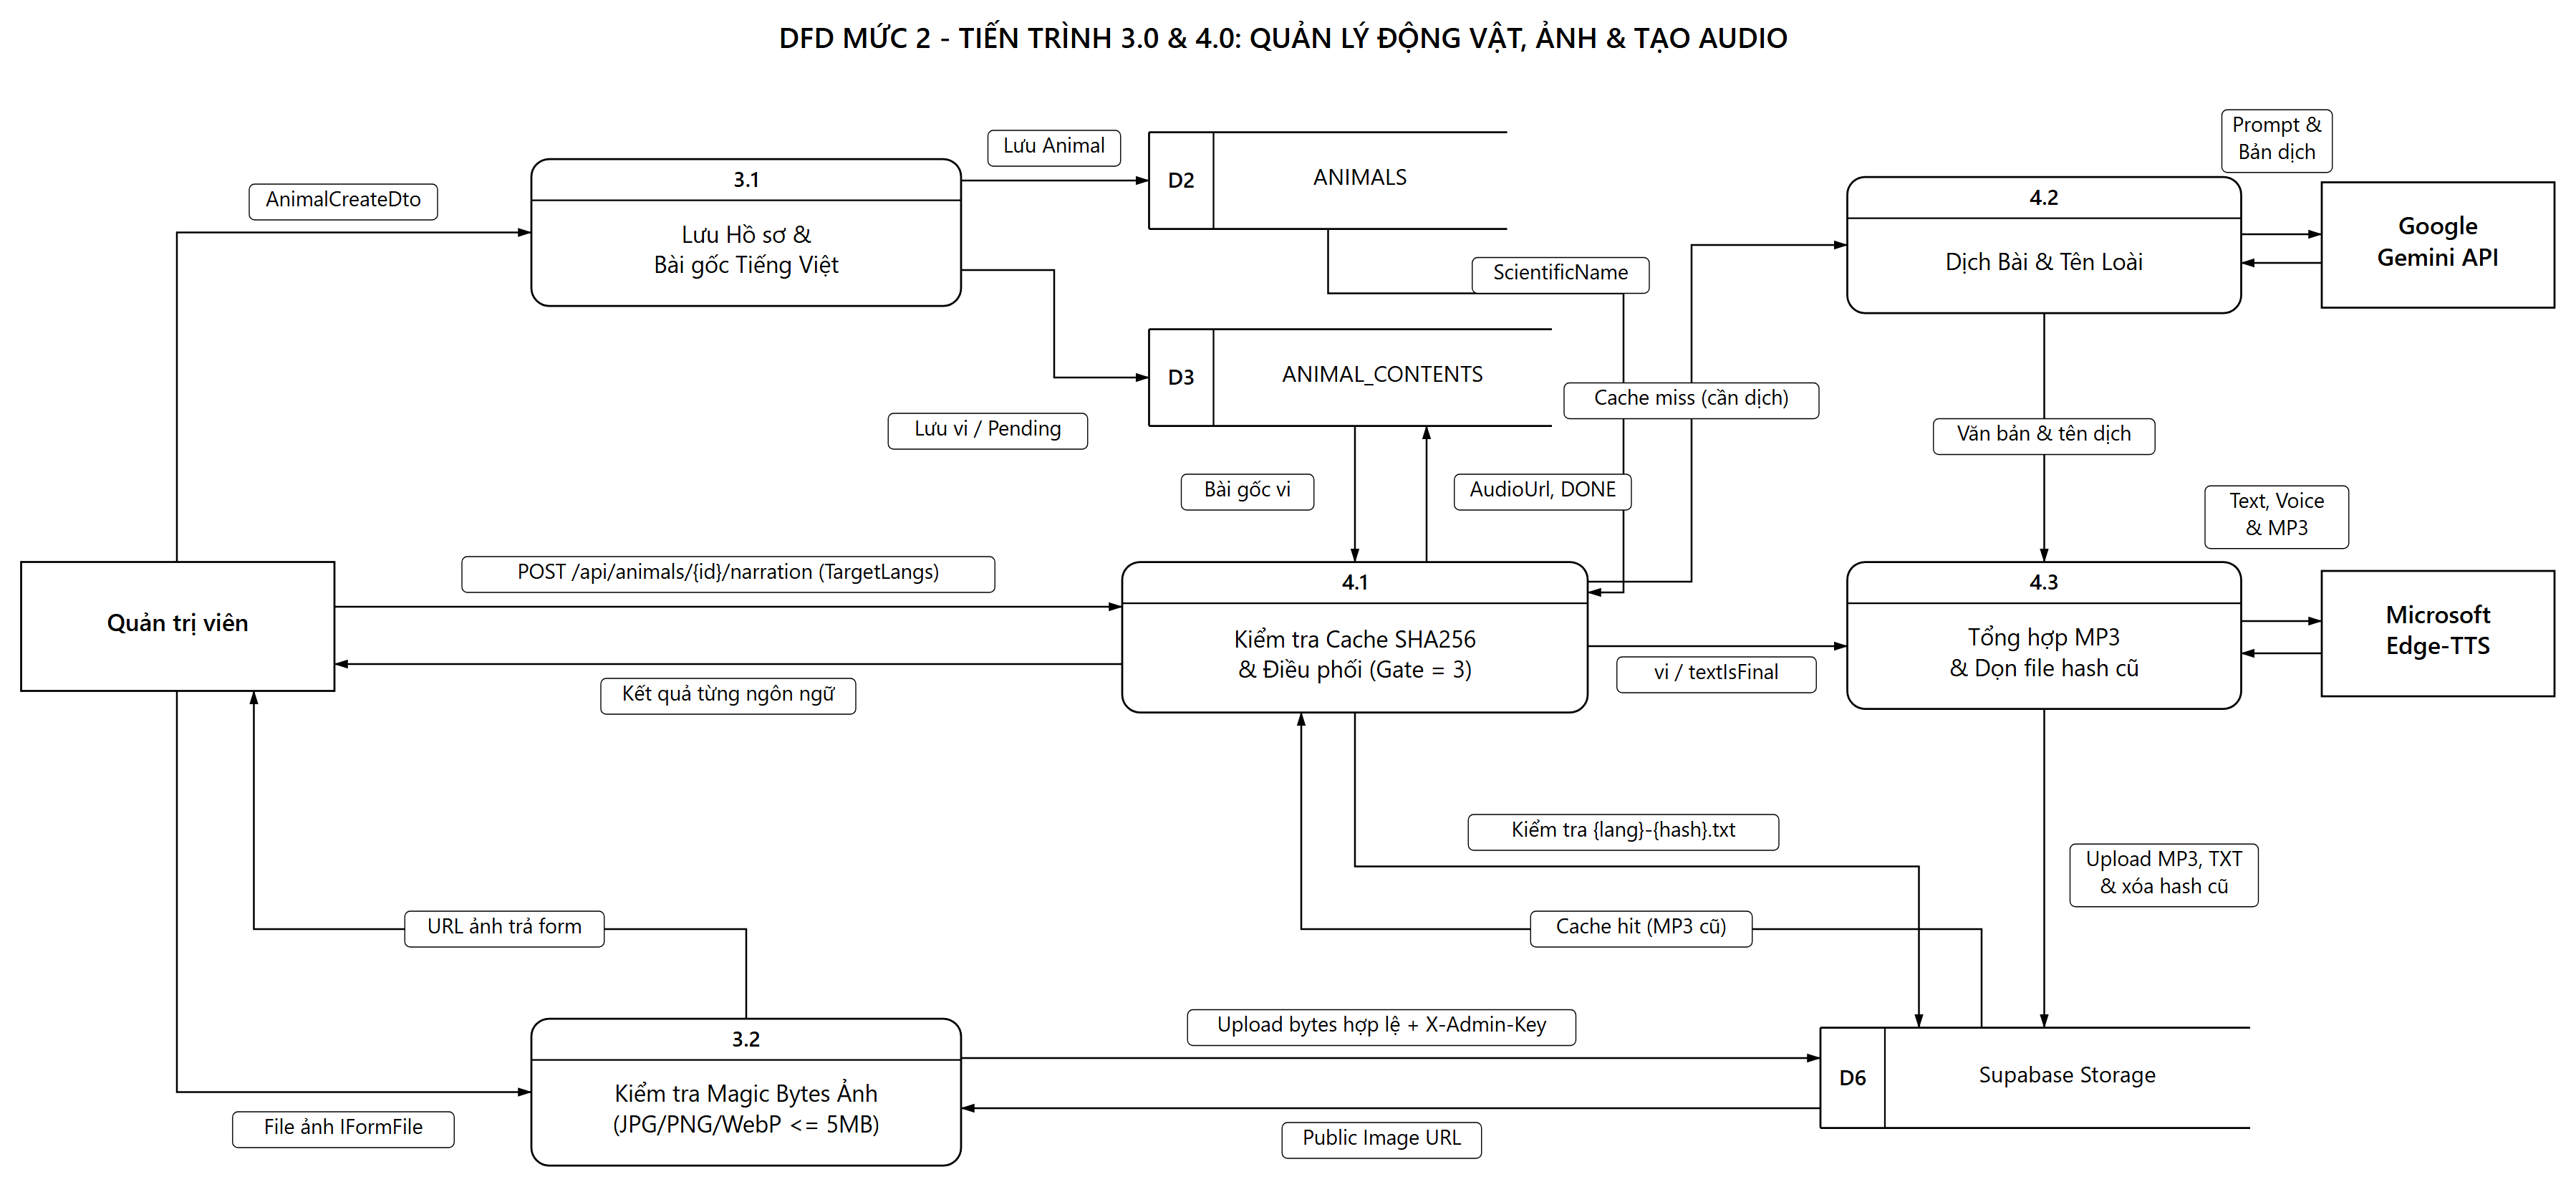 DFD MỨC 2 - TIẾN TRÌNH 3.0 & 4.0: QUẢN LÝ ĐỘNG VẬT, ẢNH & TẠO AUDIO
Prompt &
Bản dịch
Lưu Animal
3.1
D2
ANIMALS
4.2
AnimalCreateDto
Lưu Hồ sơ &
Bài gốc Tiếng Việt
Google
Gemini API
ScientificName
Dịch Bài & Tên Loài
D3
ANIMAL_CONTENTS
Cache miss (cần dịch)
Lưu vi / Pending
Văn bản & tên dịch
Bài gốc vi
AudioUrl, DONE
Text, Voice
& MP3
POST /api/animals/{id}/narration (TargetLangs)
4.1
4.3
Quản trị viên
Kiểm tra Cache SHA256
& Điều phối (Gate = 3)
Tổng hợp MP3
& Dọn file hash cũ
Microsoft
Edge-TTS
vi / textIsFinal
Kết quả từng ngôn ngữ
Kiểm tra {lang}-{hash}.txt
Upload MP3, TXT
& xóa hash cũ
URL ảnh trả form
Cache hit (MP3 cũ)
Upload bytes hợp lệ + X-Admin-Key
3.2
D6
Supabase Storage
Kiểm tra Magic Bytes Ảnh
(JPG/PNG/WebP <= 5MB)
File ảnh IFormFile
Public Image URL